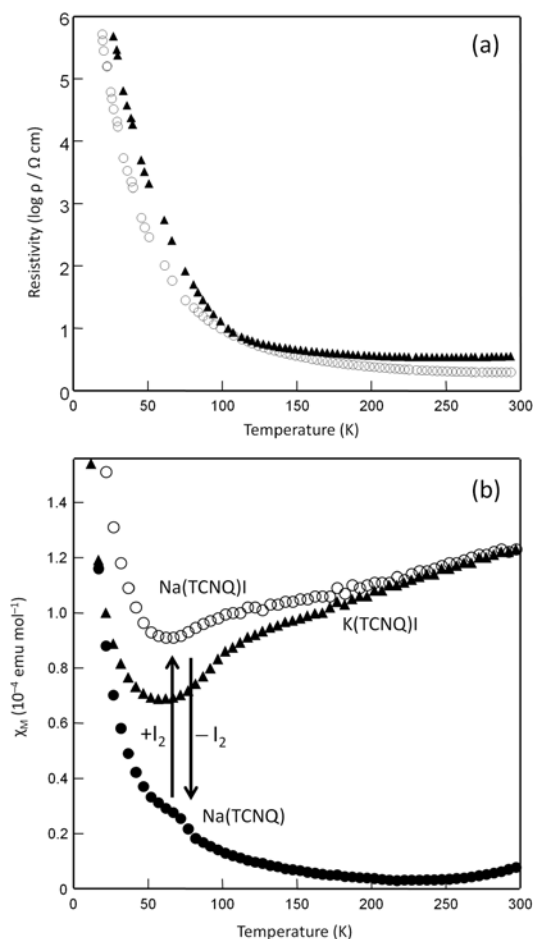 (a)
6
5
4
3
2
1
0
Resistivity (log ρ / Ω cm)
0 50 100 150 200 250 300
Temperature (K)
(b)
1.4
1.2
1.0
0.8
0.6
0.4
0.2
0
χM (10⁻⁴ emu mol⁻¹)
Na(TCNQ)I
K(TCNQ)I
+I₂ – I₂
Na(TCNQ)
0 50 100 150 200 250 300
Temperature (K)